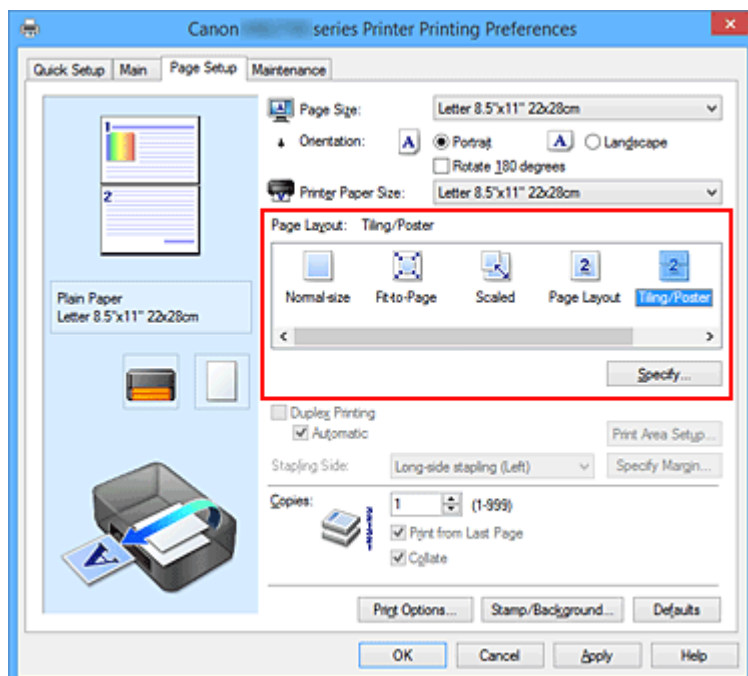 Canon series Printer Printing Preferences
Quick Setup Main Page Setup Maintenance
1
2
Plain Paper
Letter 8.5"x11" 22x28cm
Page Size: Letter 8.5"x11" 22x28cm
Orientation: A Portrait A Landscape
Rotate 180 degrees
Printer Paper Size: Letter 8.5"x11" 22x28cm
Page Layout: Tiling/Poster
2 2
Normal-size Fit-to-Page Scaled Page Layout Tiling/Poster
Specify...
Duplex Printing
Automatic Print Area Setup...
Stapling Side: Long-side stapling (Left) Specify Margin...
Copies: 1 (1-999)
Print from Last Page
Collate
A
Print Options... Stamp/Background... Defaults
OK Cancel Apply Help